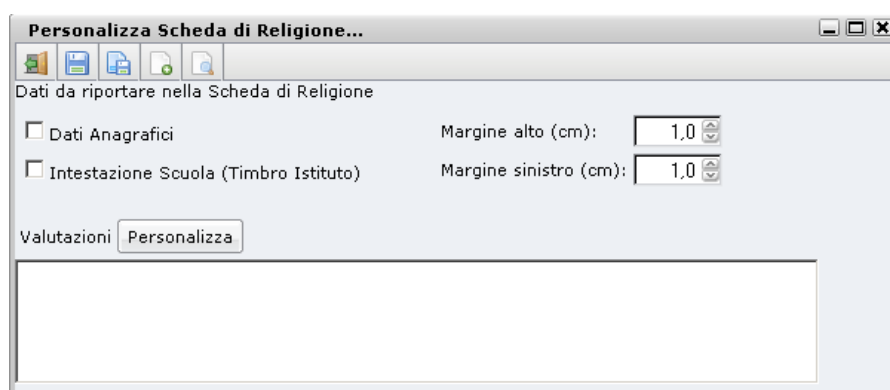 Personalizza Scheda di Religione...
Dati da riportare nella Scheda di Religione
Dati Anagrafici Margine alto (cm): 1,0
Intestazione Scuola (Timbro Istituto) Margine sinistro (cm): 1,0
Valutazioni Personalizza